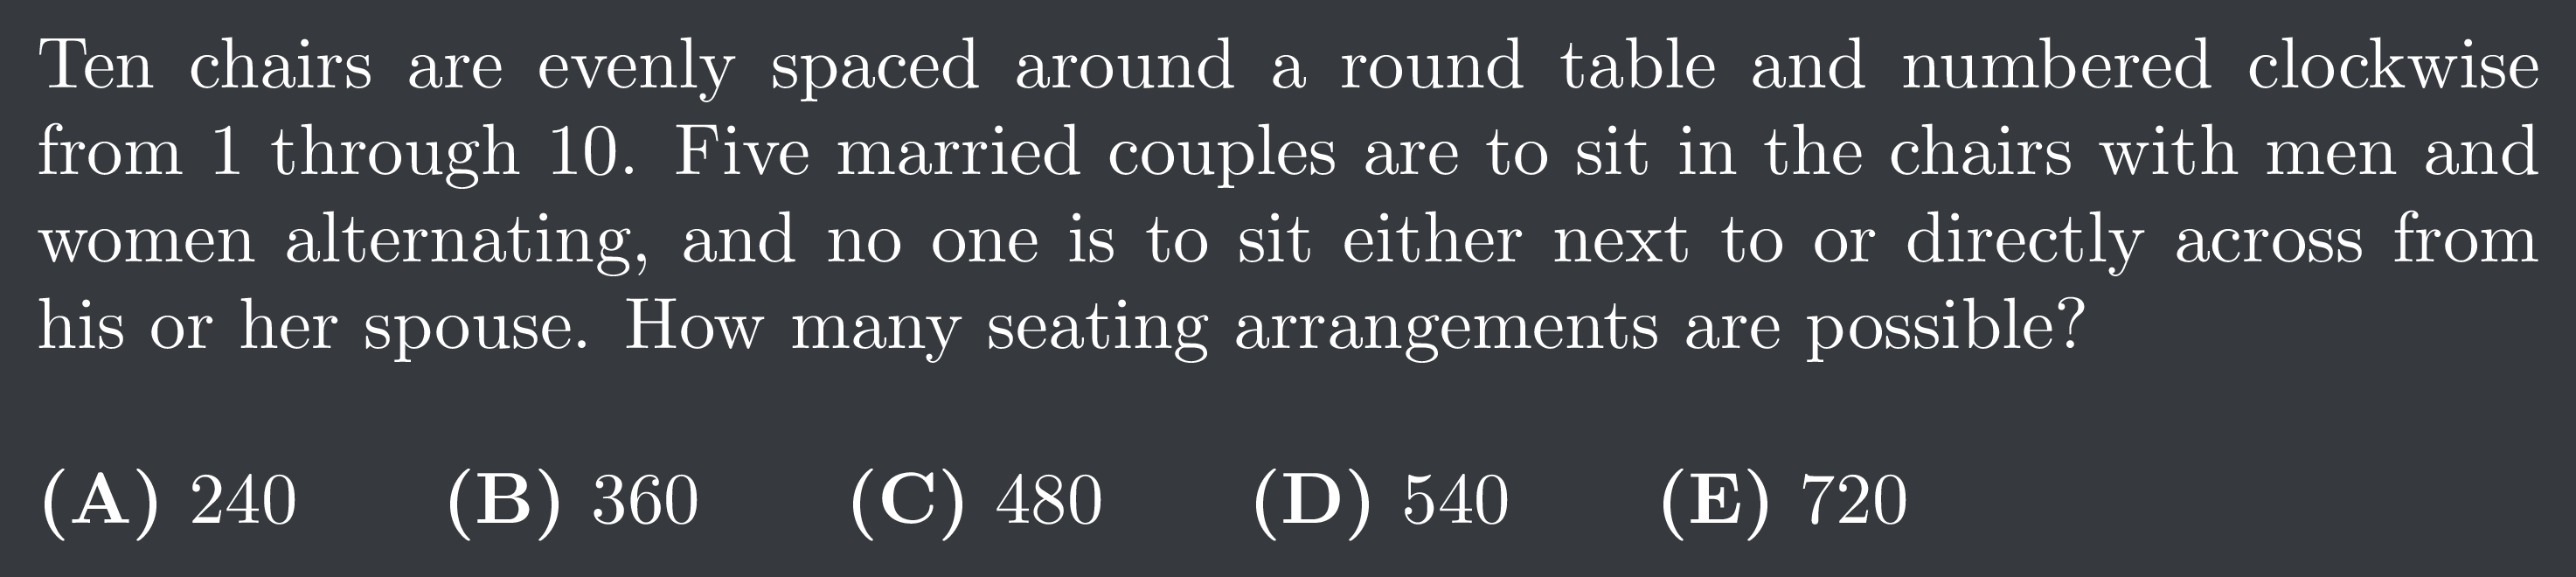 Ten chairs are evenly spaced around a round table and numbered clockwise
from 1 through 10. Five married couples are to sit in the chairs with men and
women alternating, and no one is to sit either next to or directly across from
his or her spouse. How many seating arrangements are possible?
(A) 240 (B) 360 (C) 480 (D) 540 (E) 720